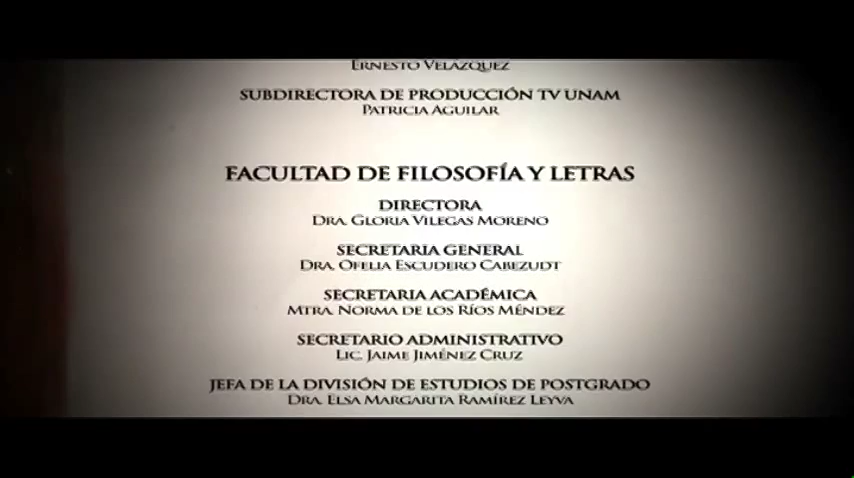 ERNESTO VELÁZQUEZ
SUBDIRECTORA DE PRODUCCIÓN TV UNAM
PATRICIA AGUILAR
FACULTAD DE FILOSOFÍA Y LETRAS
DIRECTORA
DRA. GLORIA VILEGAS MORENO
SECRETARIA GENERAL
DRA. OFELIA ESCUDERO CABEZUDT
SECRETARIA ACADÉMICA
MTRA. NORMA DE LOS RÍOS MÉNDEZ
SECRETARIO ADMINISTRATIVO
LIC. JAIME JIMÉNEZ CRUZ
JEFA DE LA DIVISIÓN DE ESTUDIOS DE POSTGRADO
DRA. ELSA MARGARITA RAMÍREZ LEYVA